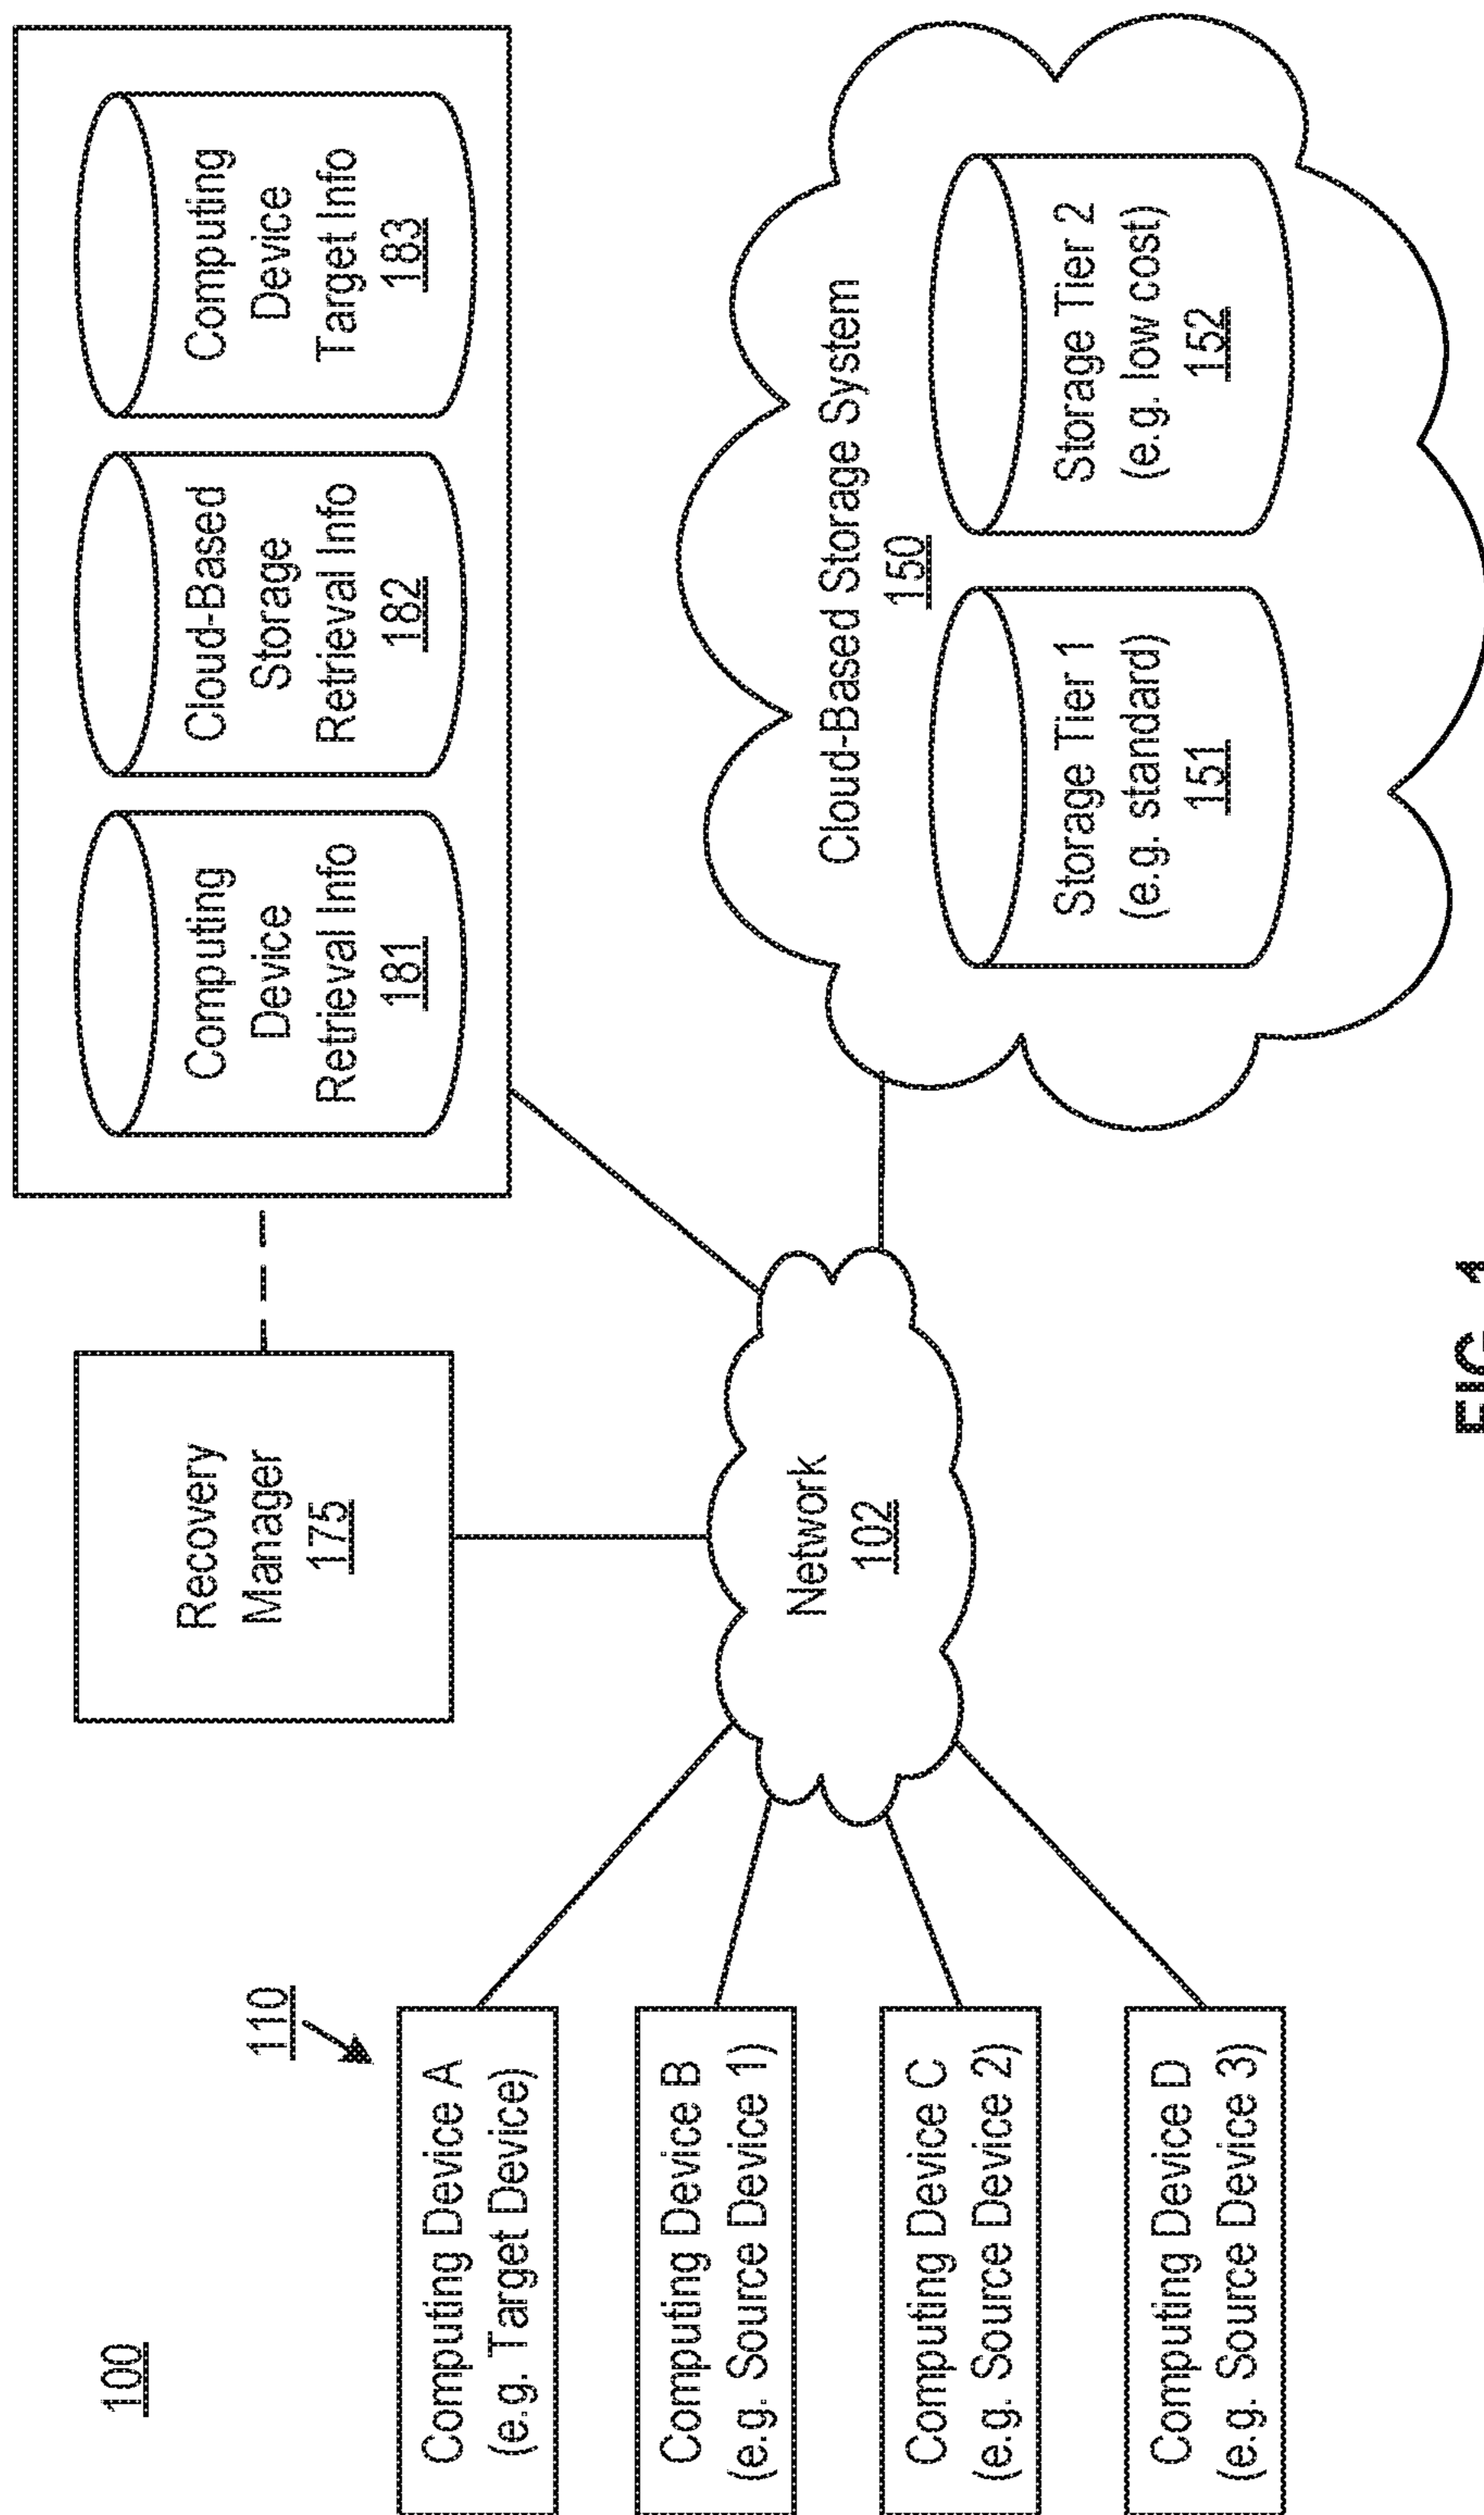 100
110
Computing Device A
(e.g. Target Device)
Computing Device B
(e.g. Source Device 1)
Computing Device C
(e.g. Source Device 2)
Computing Device D
(e.g. Source Device 3)
Recovery
Manager
175
Network
102
Computing
Device
Retrieval Info
181
Cloud-Based
Storage
Retrieval Info
182
Computing
Device
Target Info
183
Cloud-Based Storage System
150
Storage Tier 1
(e.g. standard)
151
Storage Tier 2
(e.g. low cost)
152
FIG. 1